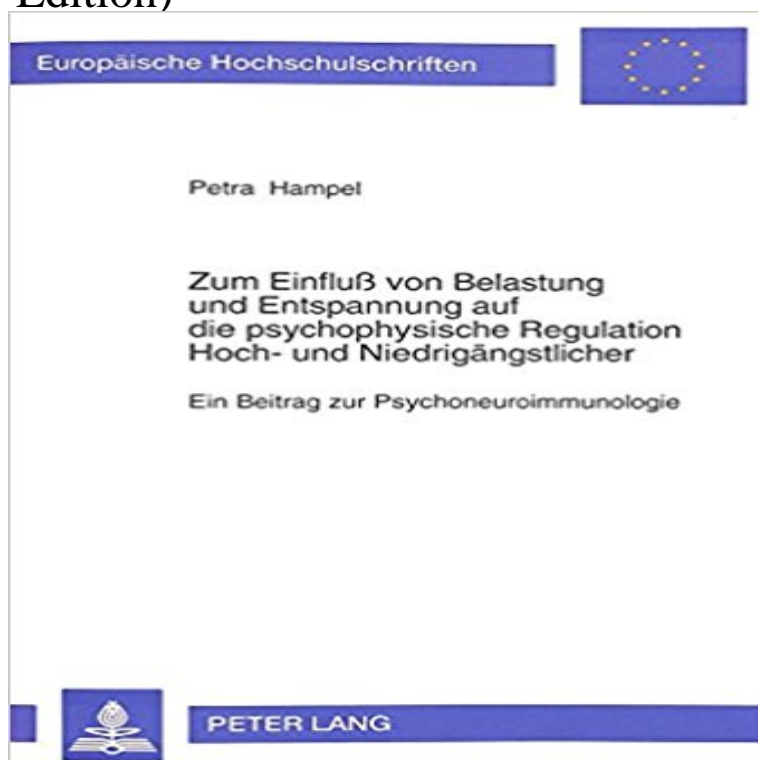 Edition)
Europäische Hochschulschriften
Petra Hampel
Zum Einfluß von Belastung
und Entspannung auf
die psychophysische Regulation
Hoch- und Niedrigängstlicher
Ein Beitrag zur Psychoneuroimmunologie
PETER LANG